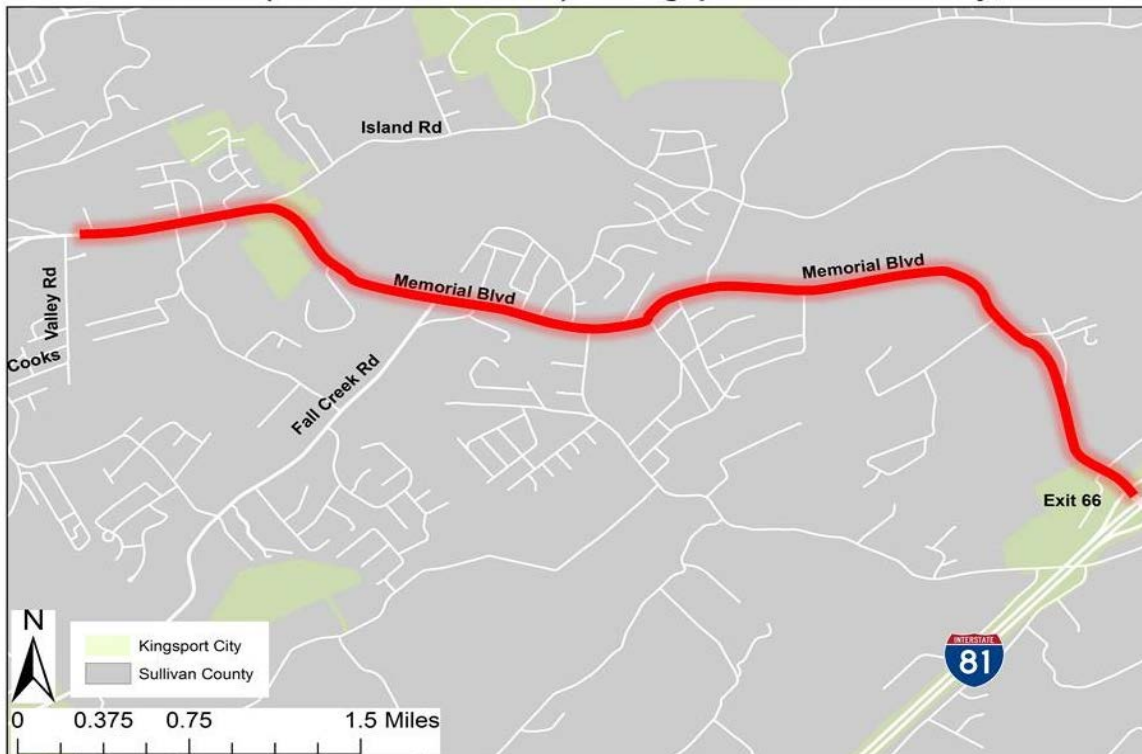 Island Rd
Memorial Blvd
Memorial Blvd
Valley Rd
Cooks
Fall Creek Rd
Exit 66
N
Kingsport City
Sullivan County
INTERSTATE
81
0 0.375 0.75 1.5 Miles